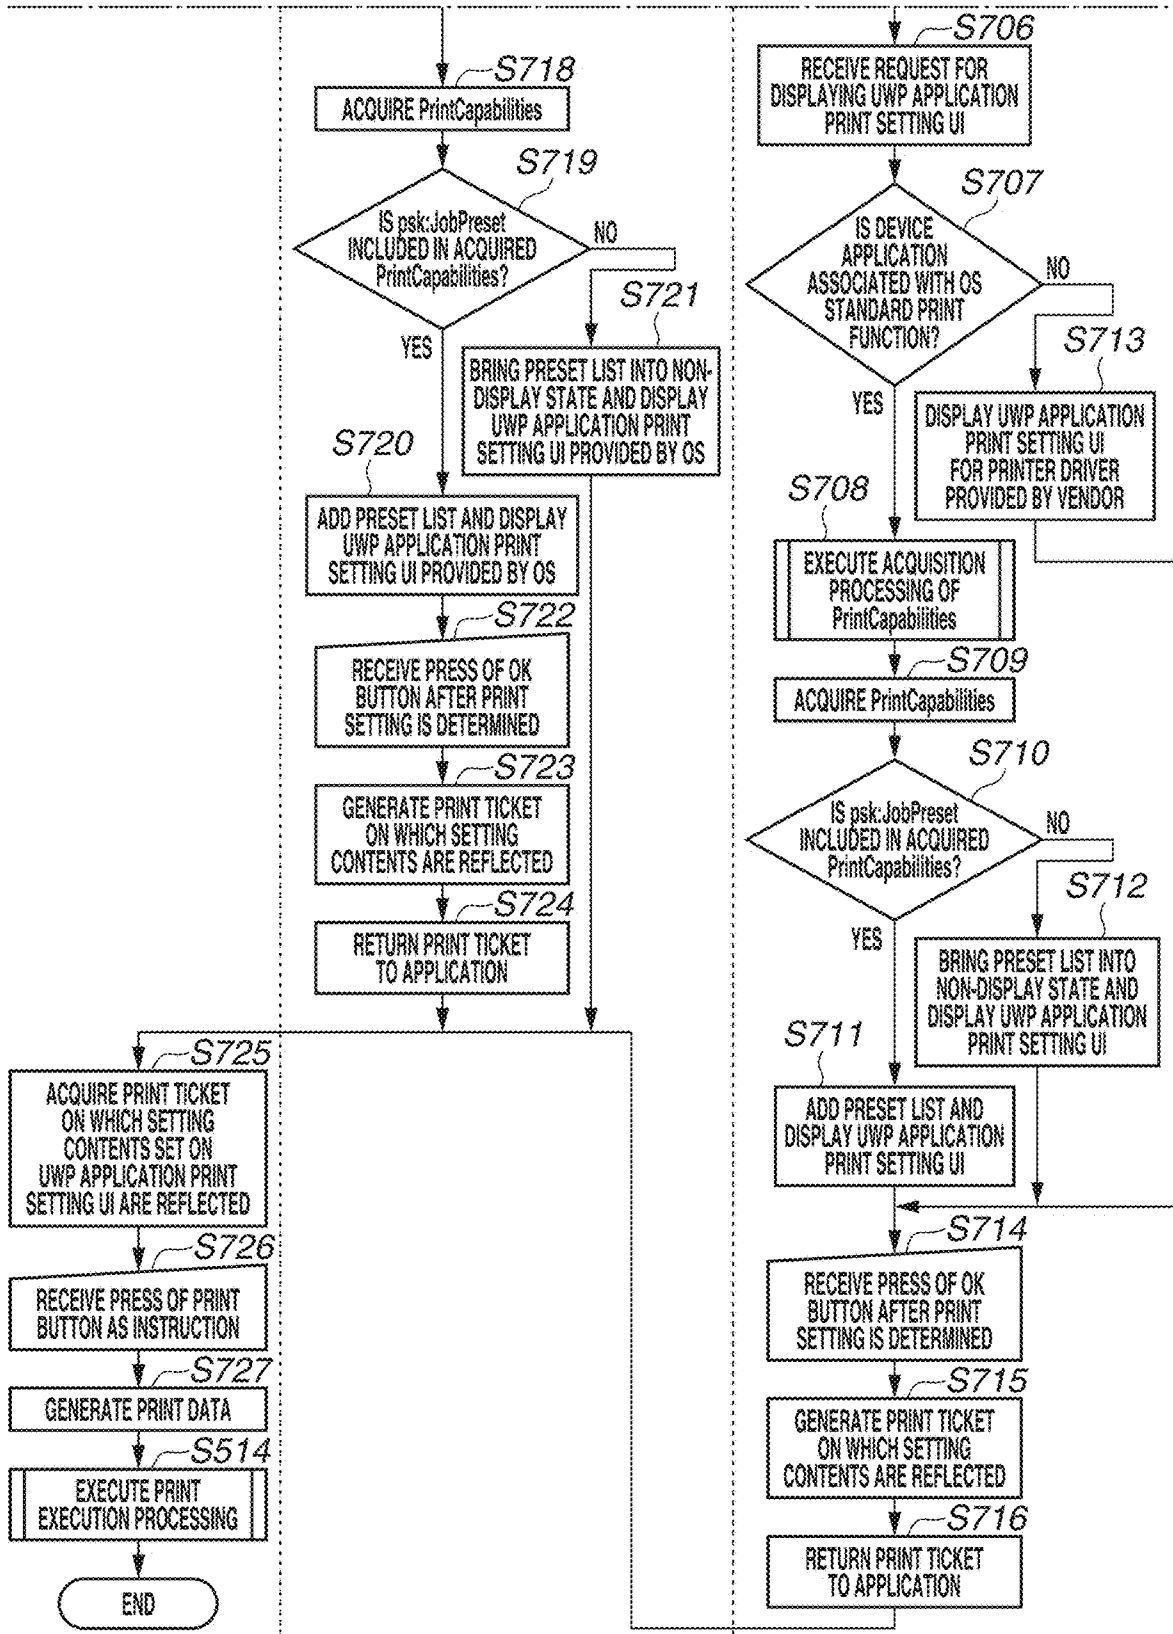 S718
ACQUIRE PrintCapabilities
S719
IS psk:JobPreset
INCLUDED IN ACQUIRED
PrintCapabilities?
NO
YES
S721
BRING PRESET LIST INTO NON-
DISPLAY STATE AND DISPLAY
UWP APPLICATION PRINT
SETTING UI PROVIDED BY OS
S720
ADD PRESET LIST AND DISPLAY
UWP APPLICATION PRINT
SETTING UI PROVIDED BY OS
S722
RECEIVE PRESS OF OK
BUTTON AFTER PRINT
SETTING IS DETERMINED
S723
GENERATE PRINT TICKET
ON WHICH SETTING
CONTENTS ARE REFLECTED
S724
RETURN PRINT TICKET
TO APPLICATION
S725
ACQUIRE PRINT TICKET
ON WHICH SETTING
CONTENTS SET ON
UWP APPLICATION PRINT
SETTING UI ARE REFLECTED
S726
RECEIVE PRESS OF PRINT
BUTTON AS INSTRUCTION
S727
GENERATE PRINT DATA
S514
EXECUTE PRINT
EXECUTION PROCESSING
END
S706
RECEIVE REQUEST FOR
DISPLAYING UWP APPLICATION
PRINT SETTING UI
S707
IS DEVICE
APPLICATION
ASSOCIATED WITH OS
STANDARD PRINT
FUNCTION?
NO
YES
S713
DISPLAY UWP APPLICATION
PRINT SETTING UI
FOR PRINTER DRIVER
PROVIDED BY VENDOR
S708
EXECUTE ACQUISITION
PROCESSING OF
PrintCapabilities
S709
ACQUIRE PrintCapabilities
S710
IS psk:JobPreset
INCLUDED IN ACQUIRED
PrintCapabilities?
NO
YES
S712
BRING PRESET LIST INTO
NON-DISPLAY STATE AND
DISPLAY UWP APPLICATION
PRINT SETTING UI
S711
ADD PRESET LIST AND
DISPLAY UWP APPLICATION
PRINT SETTING UI
S714
RECEIVE PRESS OF OK
BUTTON AFTER PRINT
SETTING IS DETERMINED
S715
GENERATE PRINT TICKET
ON WHICH SETTING
CONTENTS ARE REFLECTED
S716
RETURN PRINT TICKET
TO APPLICATION